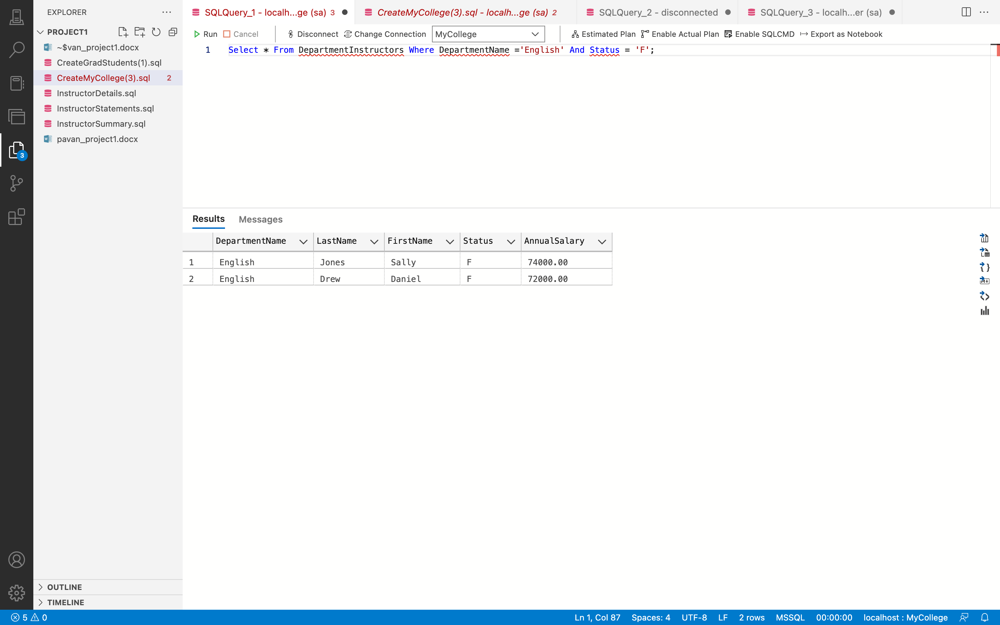 EXPLORER
PROJECT1
~$van_project1.docx
CreateGradStudents(1).sql
CreateMyCollege(3).sql 2
InstructorDetails.sql
InstructorStatements.sql
InstructorSummary.sql
pavan_project1.docx
3
OUTLINE
TIMELINE
SQLQuery_1 - localh...ge (sa) 3
CreateMyCollege(3).sql - localh...ge (sa) 2
SQLQuery_2 - disconnected
SQLQuery_3 - localh...er (sa)
Run Cancel Disconnect Change Connection MyCollege Estimated Plan Enable Actual Plan Enable SQLCMD Export as Notebook
1 Select * From DepartmentInstructors Where DepartmentName ='English' And Status = 'F';
Results Messages
DepartmentName LastName FirstName Status AnnualSalary
1 English Jones Sally F 74000.00
2 English Drew Daniel F 72000.00
5 0 Ln 1, Col 87 Spaces: 4 UTF-8 LF 2 rows MSSQL 00:00:00 localhost : MyCollege